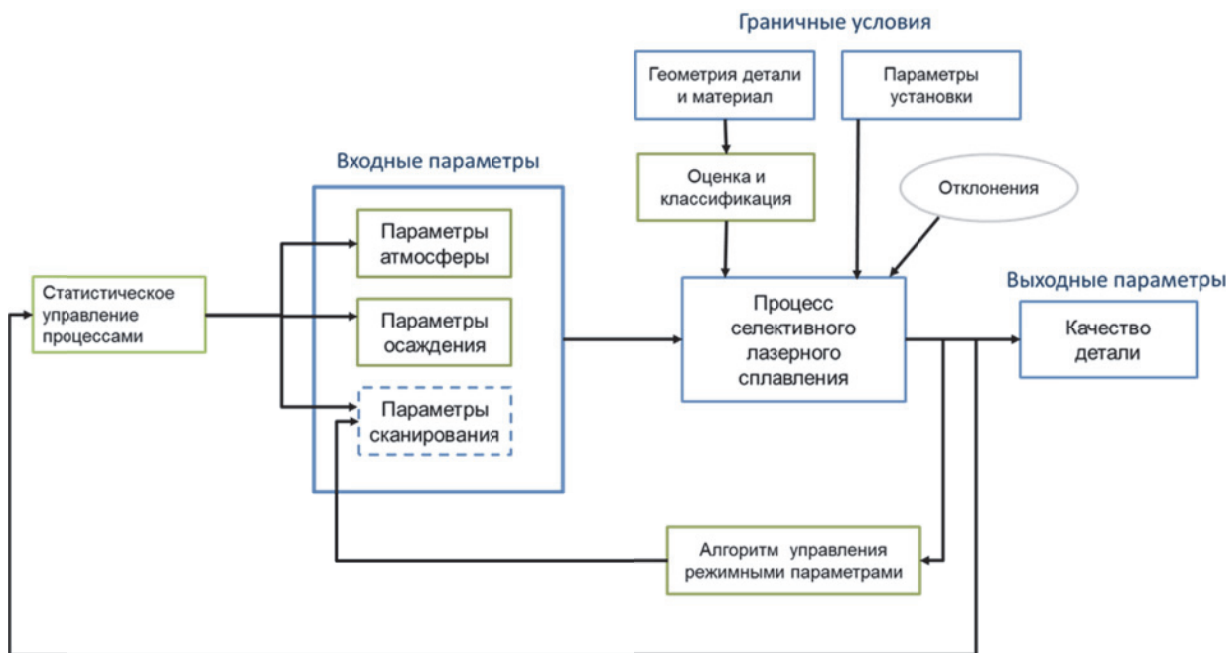 Граничные условия
Геометрия детали
и материал
Параметры
установки
Входные параметры
Оценка и
классификация
Отклонения
Параметры
атмосферы
Статистическое
управление
процессами
Параметры
осаждения
Процесс
селективного
лазерного
сплавления
Выходные параметры
Качество
детали
Параметры
сканирования
Алгоритм управления
режимными параметрами